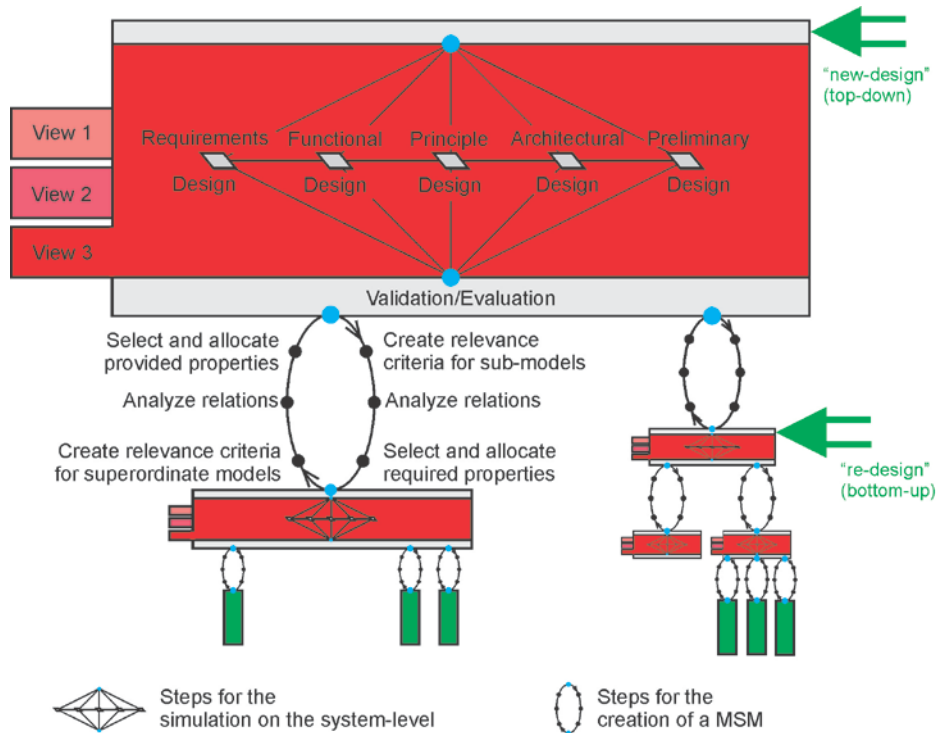 "new-design"
(top-down)
View 1
View 2
View 3
Requirements
Design
Functional
Design
Principle
Design
Architectural
Design
Preliminary
Design
Validation/Evaluation
Select and allocate
provided properties
Create relevance
criteria for sub-models
Analyze relations
Analyze relations
Create relevance criteria
for superordinate models
Select and allocate
required properties
"re-design"
(bottom-up)
Steps for the
simulation on the system-level
Steps for the
creation of a MSM